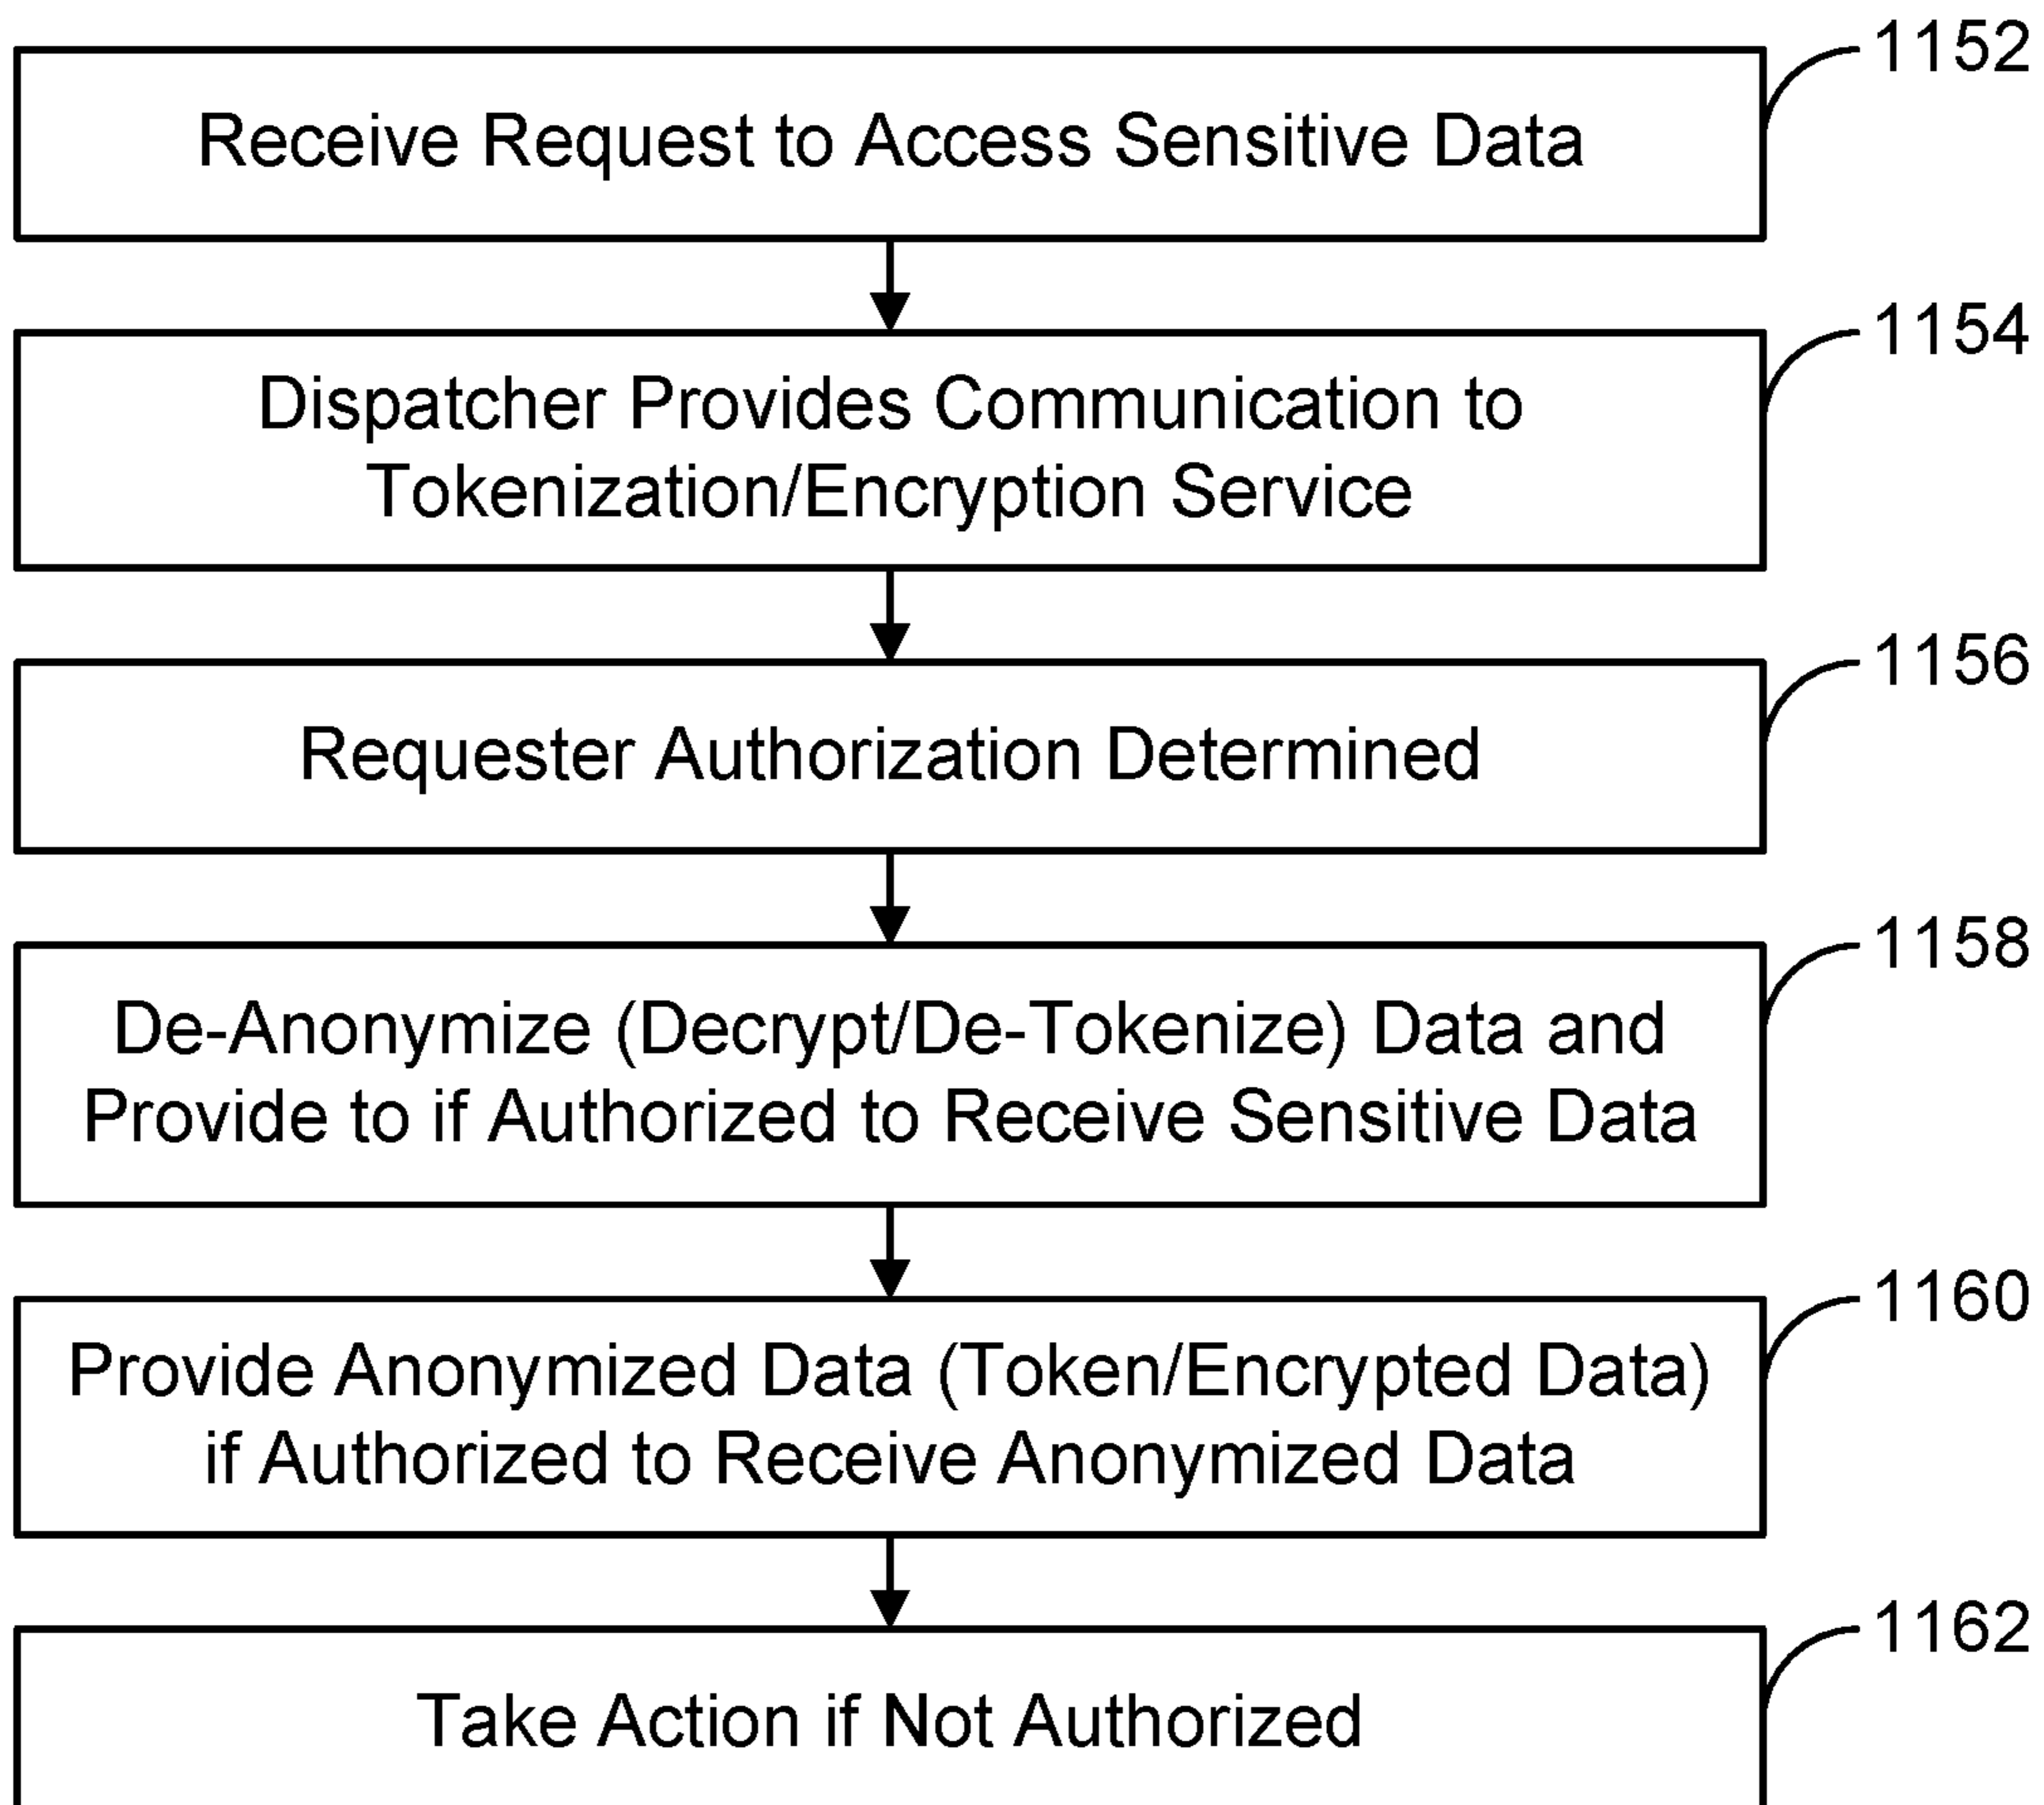 1152
Receive Request to Access Sensitive Data
1154
Dispatcher Provides Communication to
Tokenization/Encryption Service
1156
Requester Authorization Determined
1158
De-Anonymize (Decrypt/De-Tokenize) Data and
Provide to if Authorized to Receive Sensitive Data
1160
Provide Anonymized Data (Token/Encrypted Data)
if Authorized to Receive Anonymized Data
1162
Take Action if Not Authorized